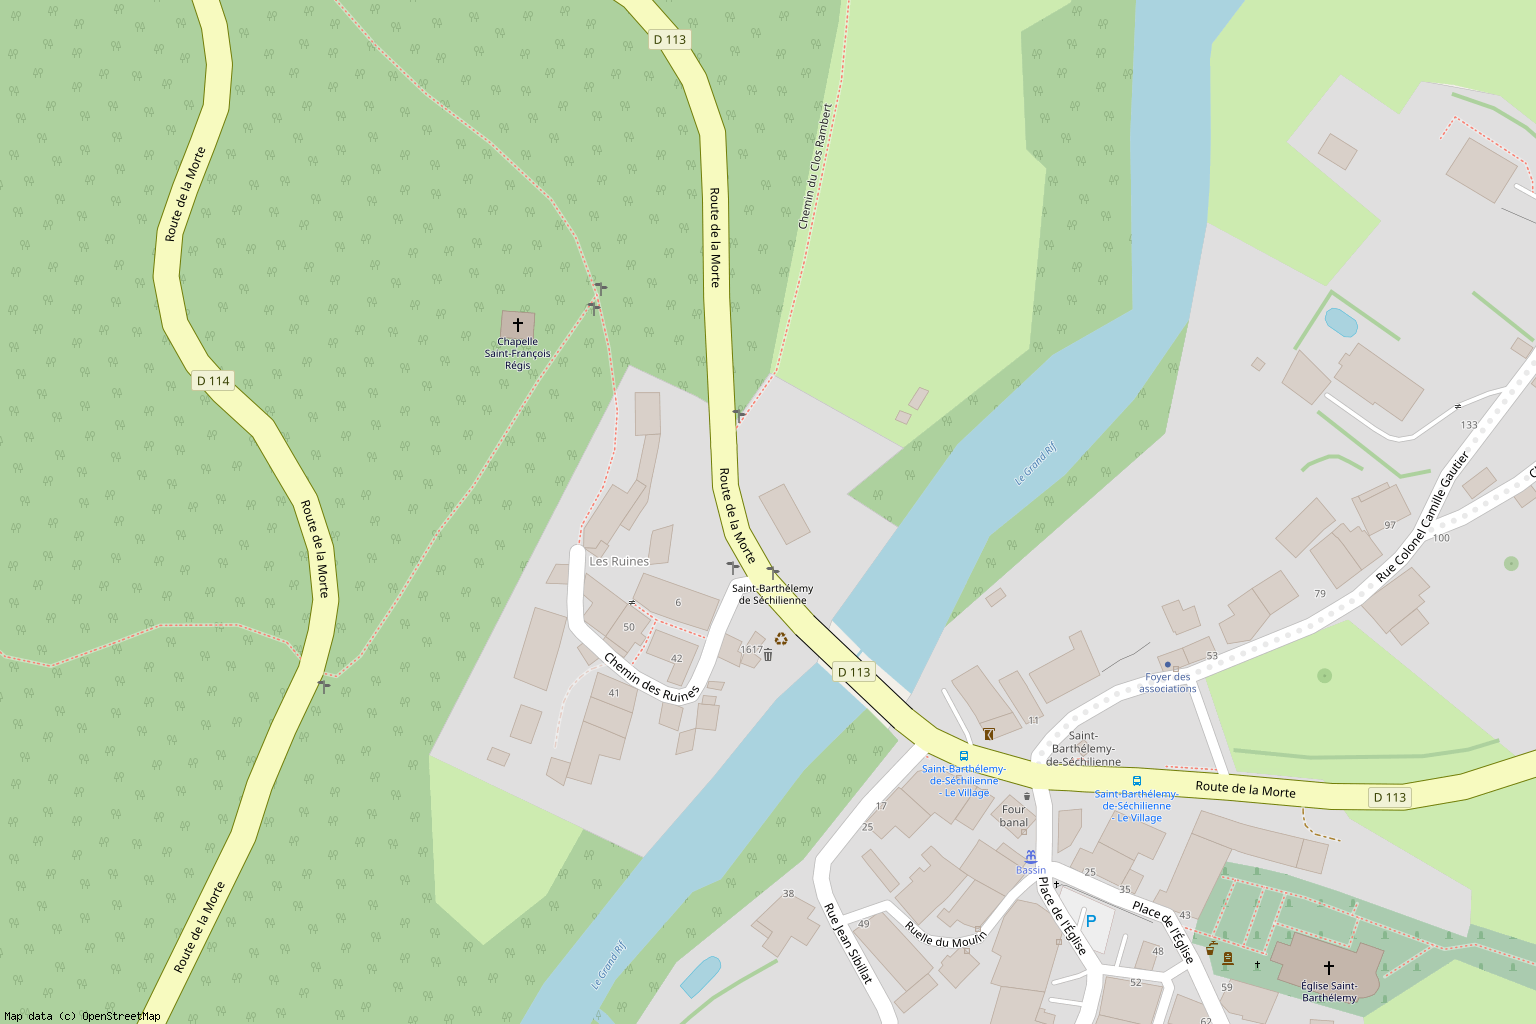 D 113
Route de la Morte
Chemin du Clos Rambert
Route de la Morte
Chapelle
Saint-François
Régis
D 114
133
Rue Colonel Camille Gautier
Le Grand Rif
Route de la Morte
97
100
Route de la Morte
Les Ruines
Saint-Barthélemy
de Séchilienne
79
6
50
42
1617
53
Chemin des Ruines
D 113
Foyer des
associations
41
11
Saint-
Barthélemy-
de-Séchilienne
Saint-Barthélemy-
de-Séchilienne
- Le Village
Saint-Barthélemy-
de-Séchilienne
- Le Village
Route de la Morte
D 113
17
25
Four
banal
Bassin
25
35
38
Place de l'Église
Place de l'Église
P
43
49
Rue Jean Sibillat
Ruelle du Moulin
Route de la Morte
Le Grand Rif
48
52
59
62
Église Saint-
Barthélemy
Map data (c) OpenStreetMap